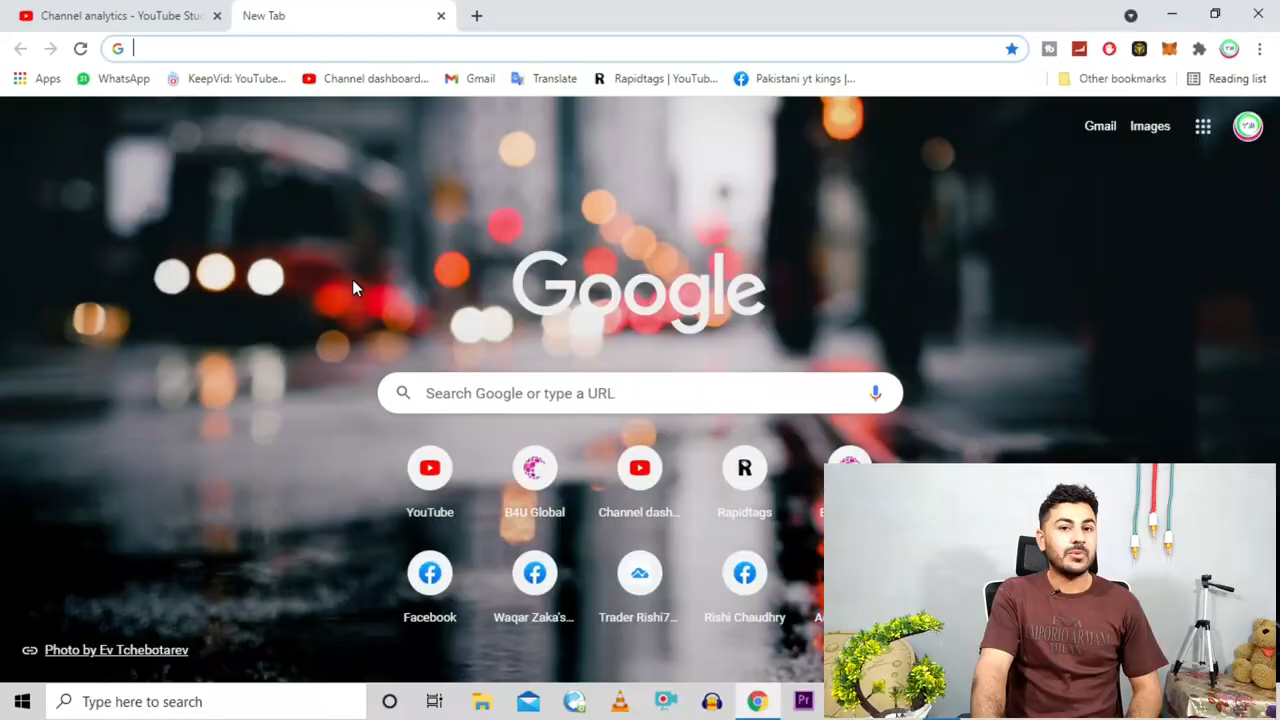 Channel analytics - YouTube Stu
New Tab
Apps
WhatsApp
KeepVid: YouTube...
Channel dashboard...
Gmail
Translate
Rapidtags | YouTub...
Pakistani yt kings |...
Other bookmarks
Reading list
Gmail
Images
Google
Search Google or type a URL
YouTube
B4U Global
Channel dash...
Rapidtags
Facebook
Waqar Zaka's...
Trader Rishi7...
Rishi Chaudhry
Photo by Ev Tchebotarev
EMPORIO ARMANI
MILAN
Type here to search
Pr